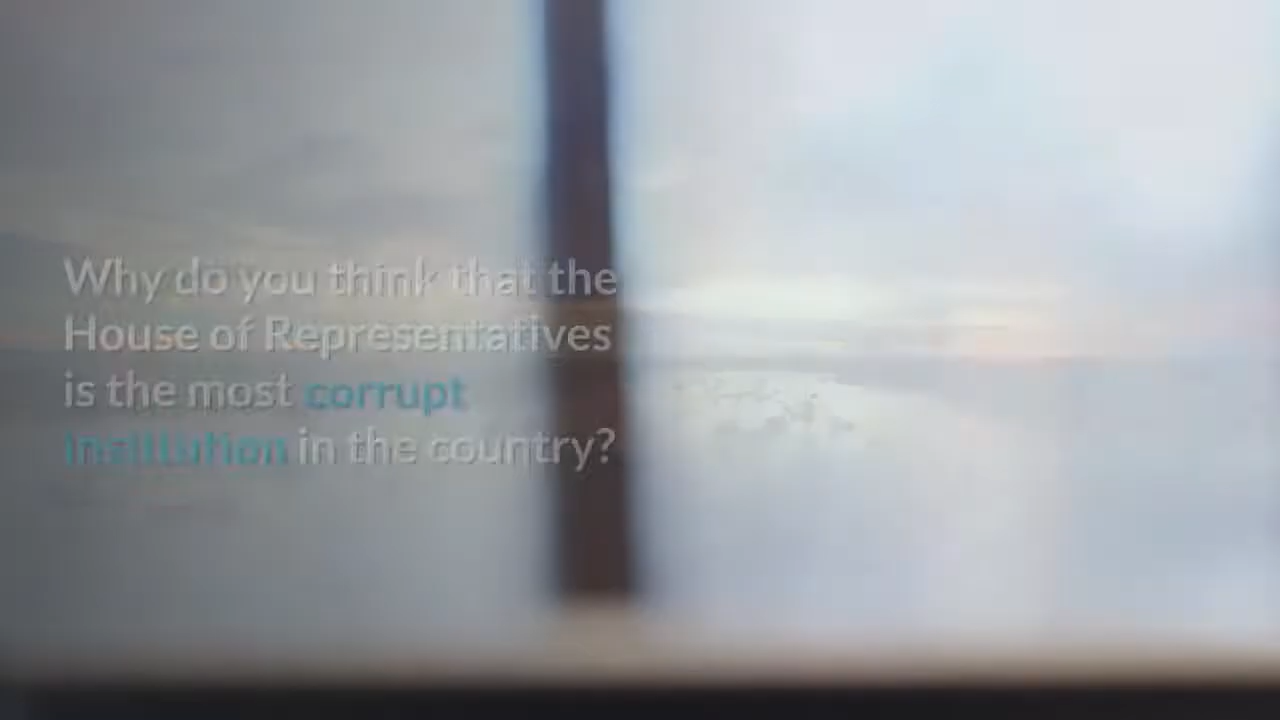 Why do you think that the
House of Representatives
is the most corrupt
institution in the country?